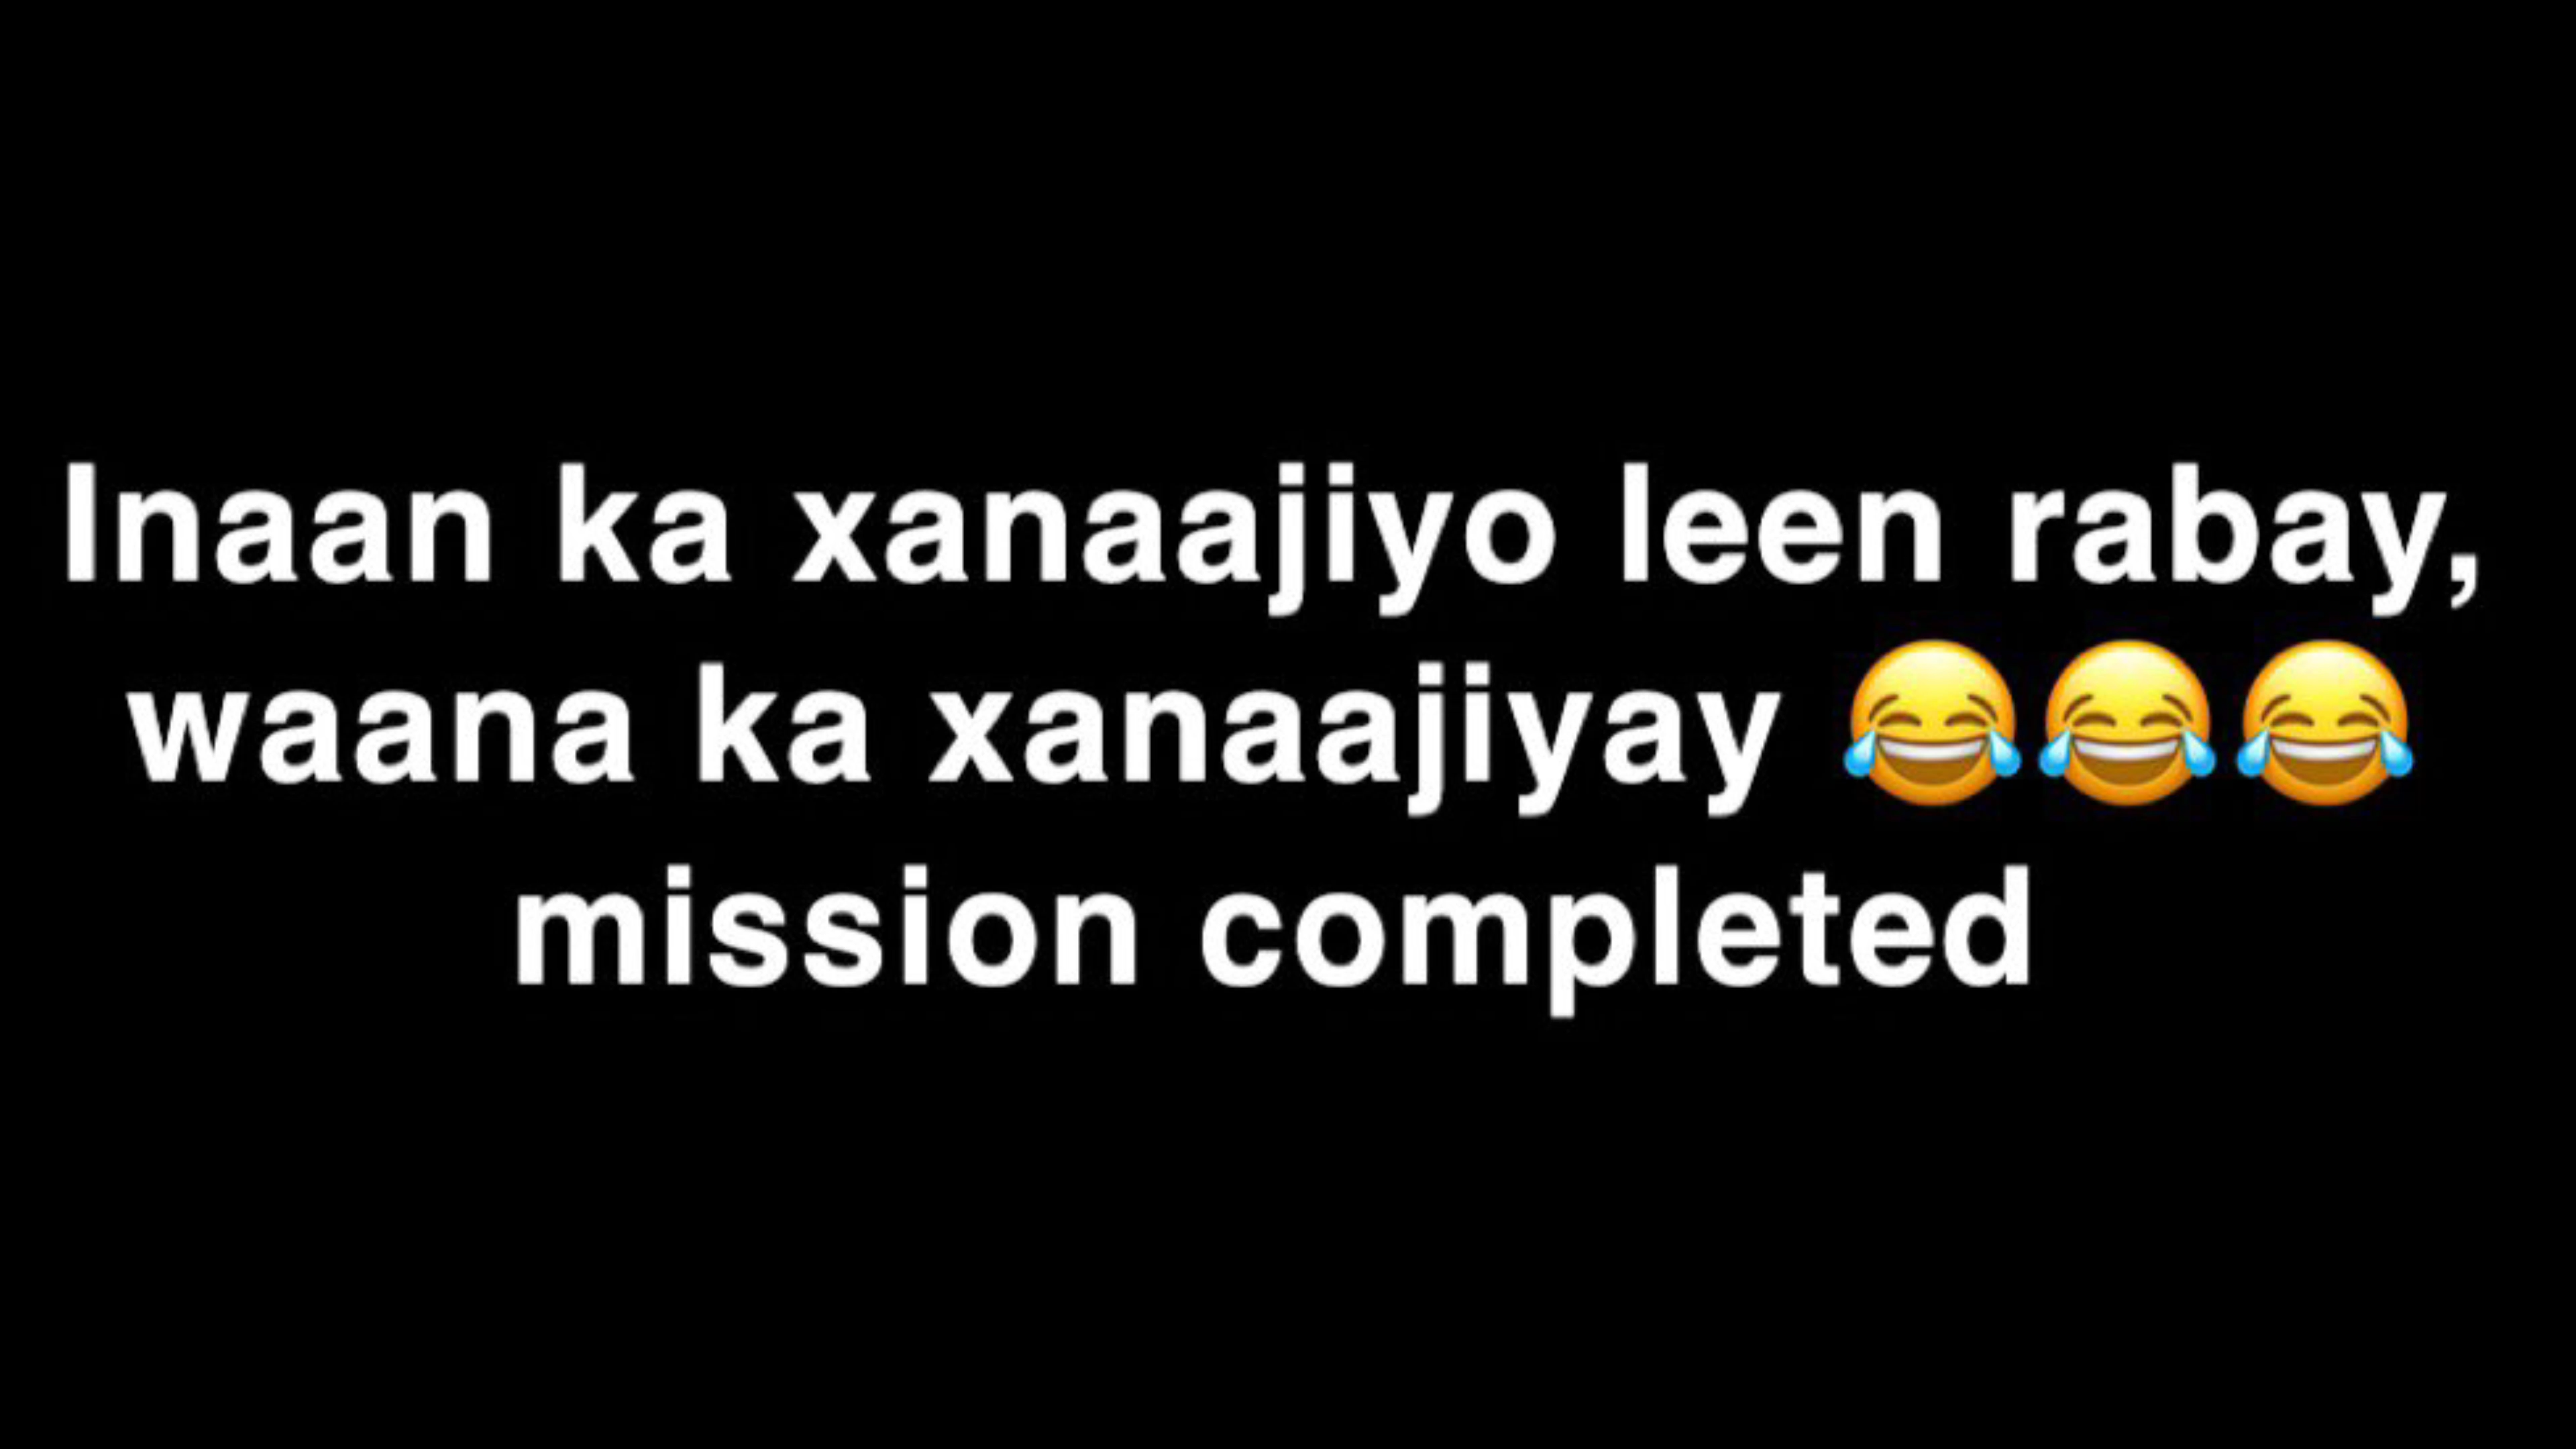 Inaan ka xanaajiyo leen rabay,
waana ka xanaajiyay 😂😂😂
mission completed